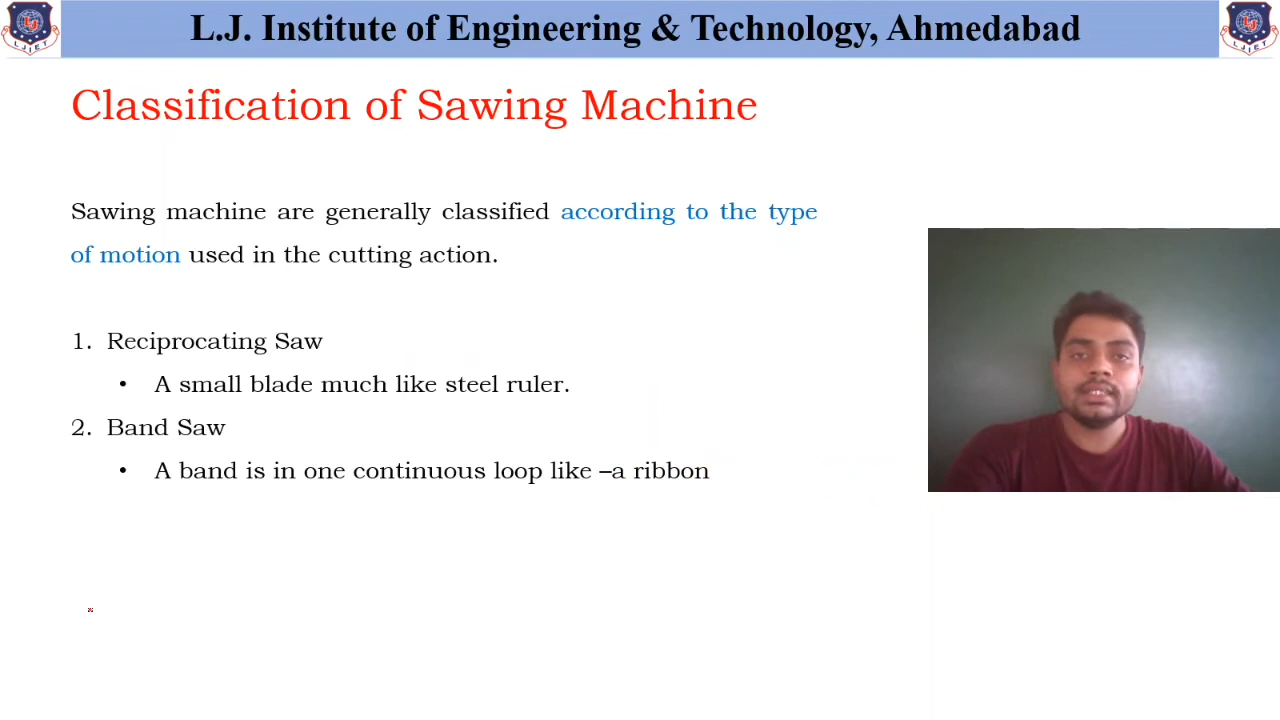 L.J. Institute of Engineering & Technology, Ahmedabad
Classification of Sawing Machine
Sawing machine are generally classified according to the type
of motion used in the cutting action.
1. Reciprocating Saw
• A small blade much like steel ruler.
2. Band Saw
• A band is in one continuous loop like –a ribbon
LJIET
LJIET